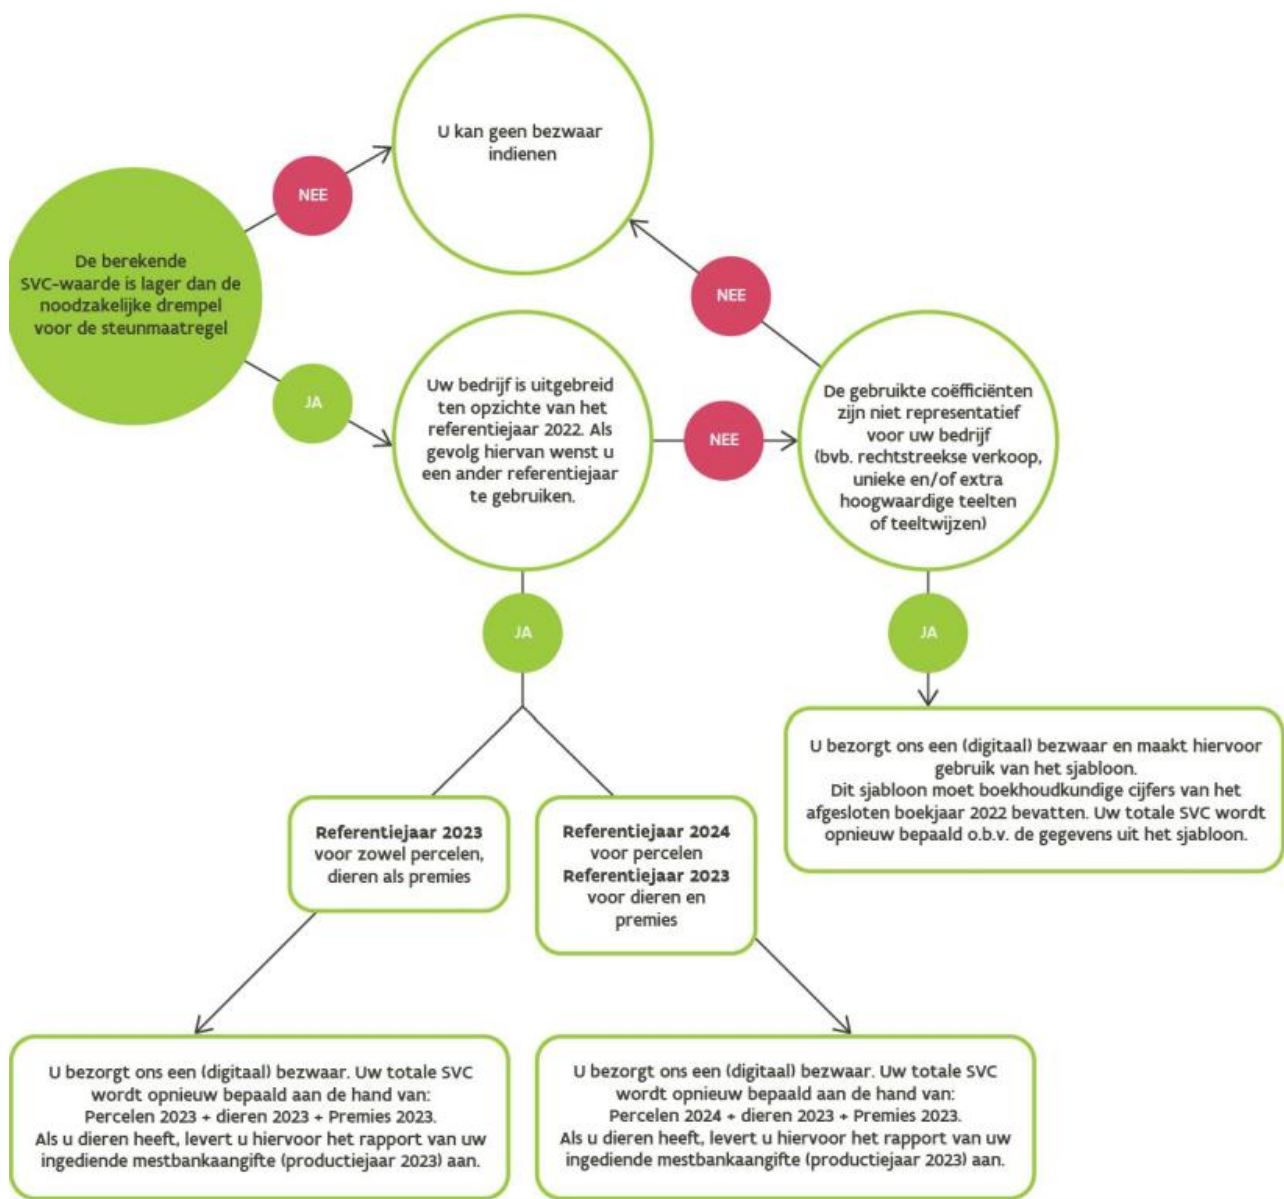 U kan geen bezwaar
indienen
NEE
De berekende
SVC-waarde is lager dan de
noodzakelijke drempel
voor de steunmaatregel
NEE
JA
Uw bedrijf is uitgebreid
ten opzichte van het
referentiejaar 2022. Als
gevolg hiervan wenst u
een ander referentiejaar
te gebruiken.
NEE
De gebruikte coëfficiënten
zijn niet representatief
voor uw bedrijf
(bvb. rechtstreekse verkoop,
unieke en/of extra
hoogwaardige teelten
of teeltwijzen)
JA
JA
U bezorgt ons een (digitaal) bezwaar en maakt hiervoor
gebruik van het sjabloon.
Dit sjabloon moet boekhoudkundige cijfers van het
afgesloten boekjaar 2022 bevatten. Uw totale SVC wordt
opnieuw bepaald o.b.v. de gegevens uit het sjabloon.
Referentiejaar 2023
voor zowel percelen,
dieren als premies
Referentiejaar 2024
voor percelen
Referentiejaar 2023
voor dieren en
premies
U bezorgt ons een (digitaal) bezwaar. Uw totale SVC
wordt opnieuw bepaald aan de hand van:
Percelen 2023 + dieren 2023 + Premies 2023.
Als u dieren heeft, levert u hiervoor het rapport van uw
ingediende mestbankaangifte (productiejaar 2023) aan.
U bezorgt ons een (digitaal) bezwaar. Uw totale SVC
wordt opnieuw bepaald aan de hand van:
Percelen 2024 + dieren 2023 + Premies 2023.
Als u dieren heeft, levert u hiervoor het rapport van uw
ingediende mestbankaangifte (productiejaar 2023) aan.